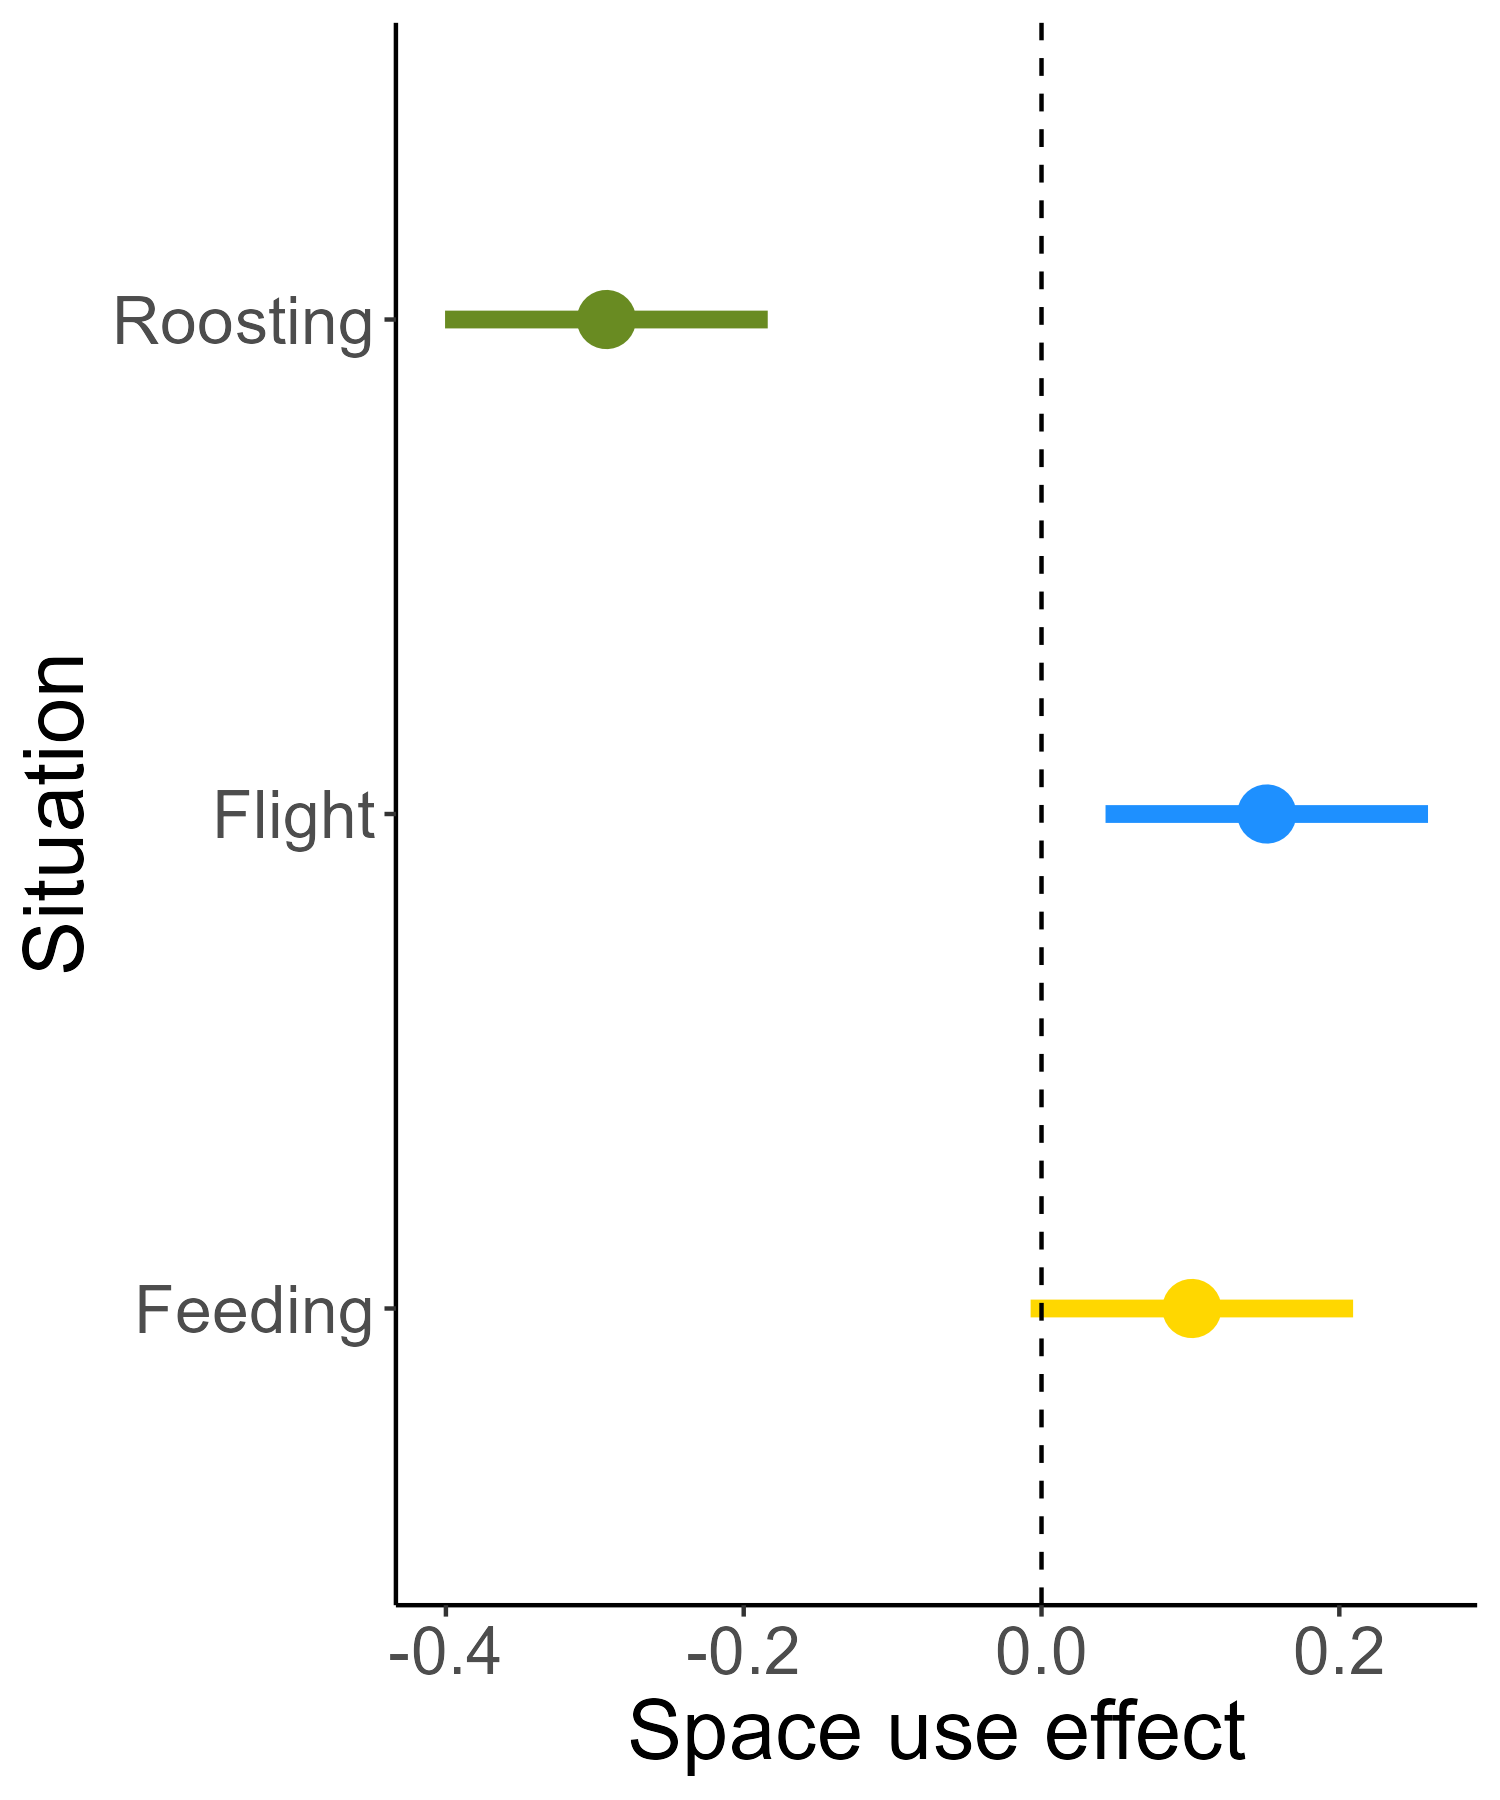 Situation
Roosting
Flight
Feeding
-0.4 -0.2 0.0 0.2
Space use effect